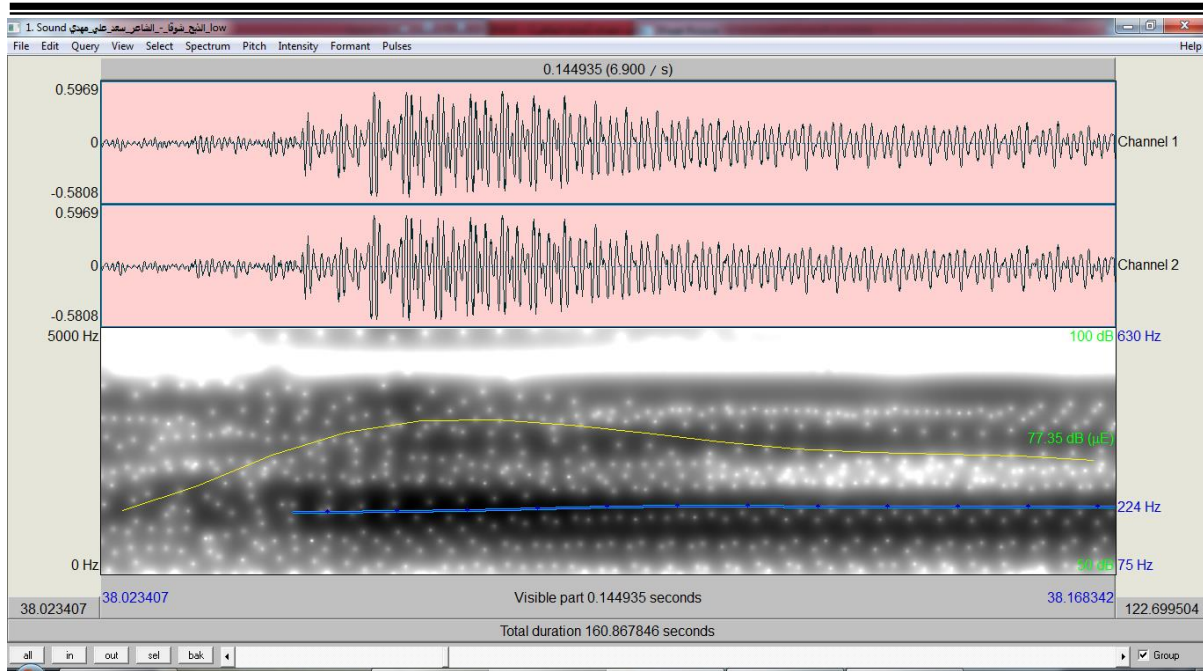 1. Sound الذبح_شوقا_-_الشاعر_سعد_علي_مهدي_low
File Edit Query View Select Spectrum Pitch Intensity Formant Pulses Help
0.144935 (6.900 / s)
0.5969
0 Channel 1
-0.5808
0.5969
0 Channel 2
-0.5808
5000 Hz 100 dB 630 Hz
77.35 dB (µE)
224 Hz
0 Hz 50 dB 75 Hz
38.023407 38.023407 Visible part 0.144935 seconds 38.168342 122.699504
Total duration 160.867846 seconds
all in out sel bak Group